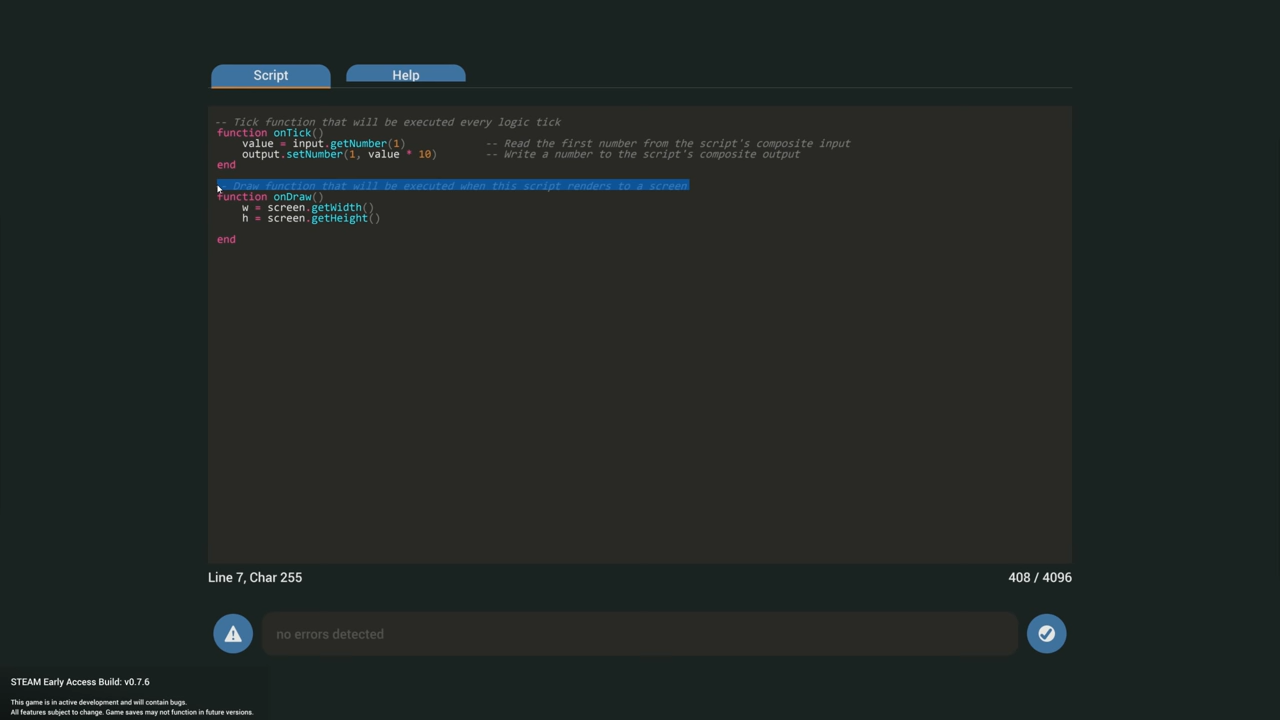 Script
Help
-- Tick function that will be executed every logic tick
function onTick()
value = input.getNumber(1) -- Read the first number from the script's composite input
output.setNumber(1, value * 10) -- Write a number to the script's composite output
end
- Draw function that will be executed when this script renders to a screen
function onDraw()
w = screen.getWidth()
h = screen.getHeight()
end
Line 7, Char 255
408 / 4096
no errors detected
STEAM Early Access Build: v0.7.6
This game is in active development and will contain bugs.
All features subject to change. Game saves may not function in future versions.